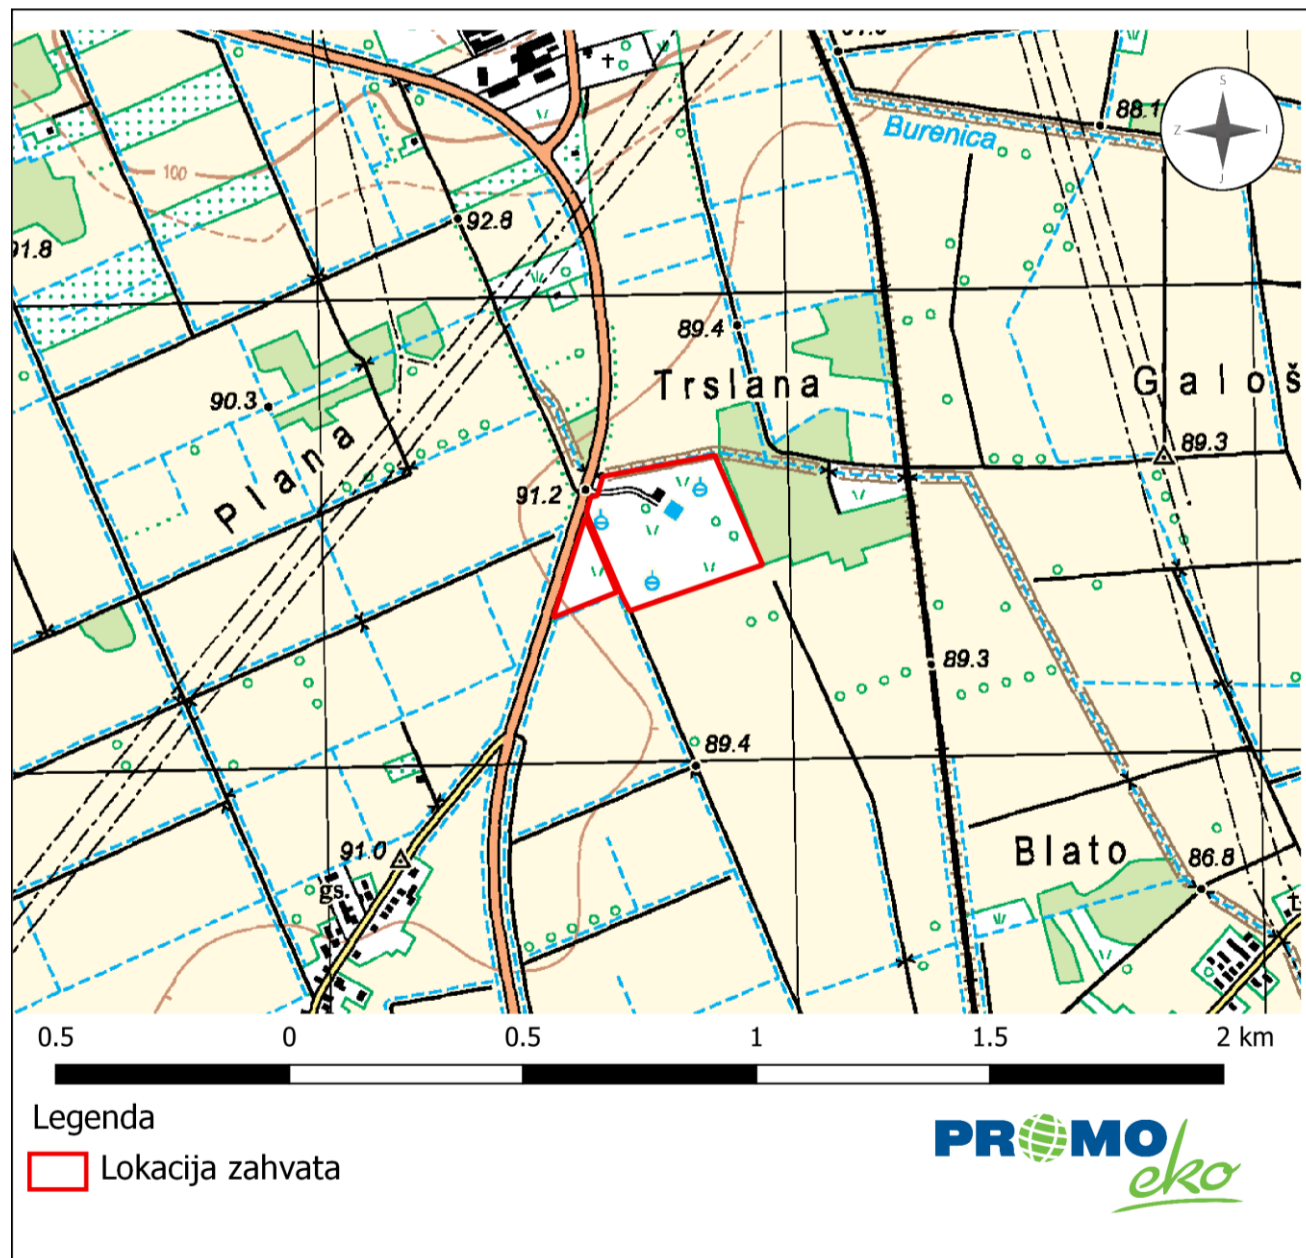 S
Z
I
J
88.1
Burenica
100
92.8
91.8
89.4
Trslana
Galoš
90.3
89.3
Plana
91.2
89.3
89.4
91.0
Blato
86.8
gs.
0.5 0 0.5 1 1.5 2 km
Legenda
Lokacija zahvata
PROMO
eko